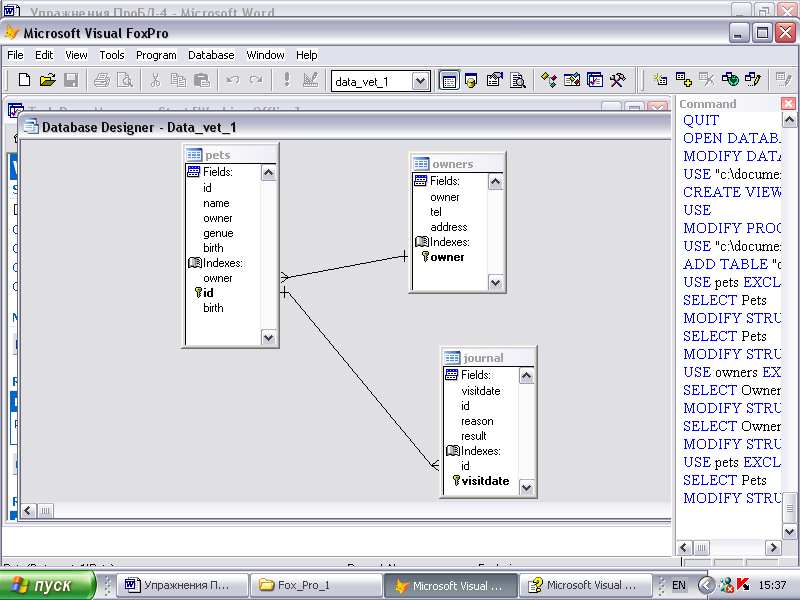 Упражнения ПроБД-4 - Microsoft Word
Microsoft Visual FoxPro
File Edit View Tools Program Database Window Help
data_vet_1
Database Designer - Data_vet_1
pets
Fields:
id
name
owner
genue
birth
Indexes:
owner
id
birth
owners
Fields:
owner
tel
address
Indexes:
owner
journal
Fields:
visitdate
id
reason
result
Indexes:
id
visitdate
Command
QUIT
OPEN DATAB
MODIFY DATA
USE "c:\docume
CREATE VIEW
USE
MODIFY PROC
USE "c:\docume
ADD TABLE "c
USE pets EXCL
SELECT Pets
MODIFY STRU
SELECT Pets
MODIFY STRU
USE owners EX
SELECT Owner
MODIFY STRU
SELECT Owner
MODIFY STRU
USE pets EXCL
SELECT Pets
MODIFY STRU
пуск
Упражнения П...
Fox_Pro_1
Microsoft Visual ...
Microsoft Visual ...
EN
15:37